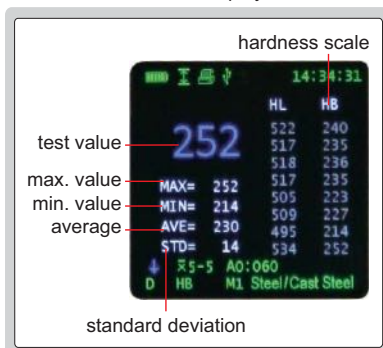 hardness scale
14:34:31
HL HB
252
522 240
517 235
518 236
517 235
505 223
509 227
495 214
534 252
test value
max. value
min. value
average
MAX= 252
MIN= 214
AVE= 230
STD= 14
x̄5-5 A0:060
D HB M1 Steel/Cast Steel
standard deviation